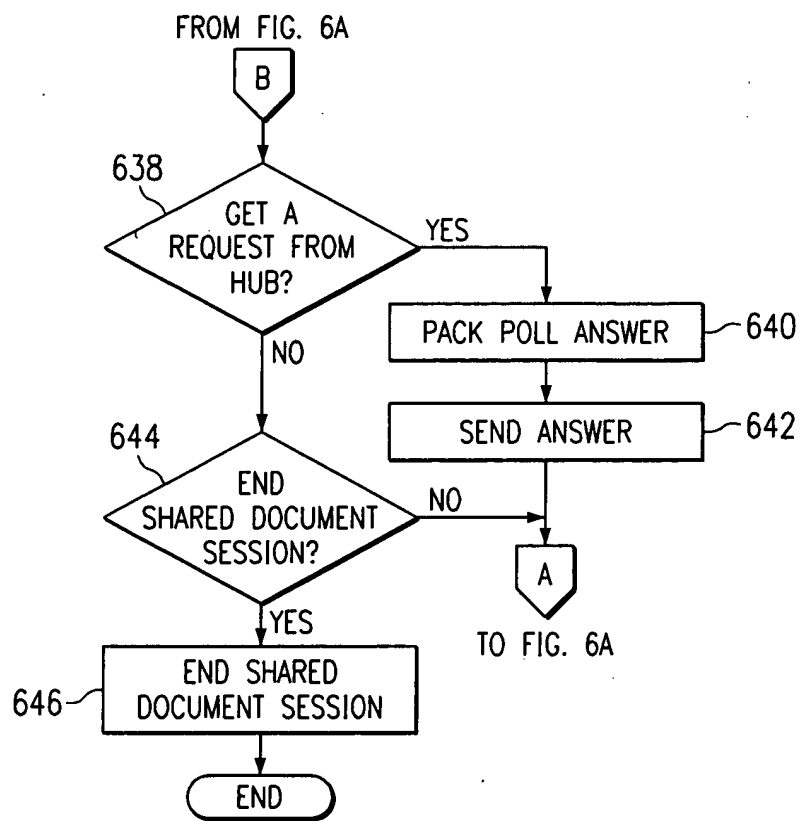 FROM FIG. 6A
B
638
GET A
REQUEST FROM
HUB?
YES
PACK POLL ANSWER
640
NO
SEND ANSWER
642
644
END
SHARED DOCUMENT
SESSION?
NO
A
TO FIG. 6A
YES
END SHARED
DOCUMENT SESSION
646
END